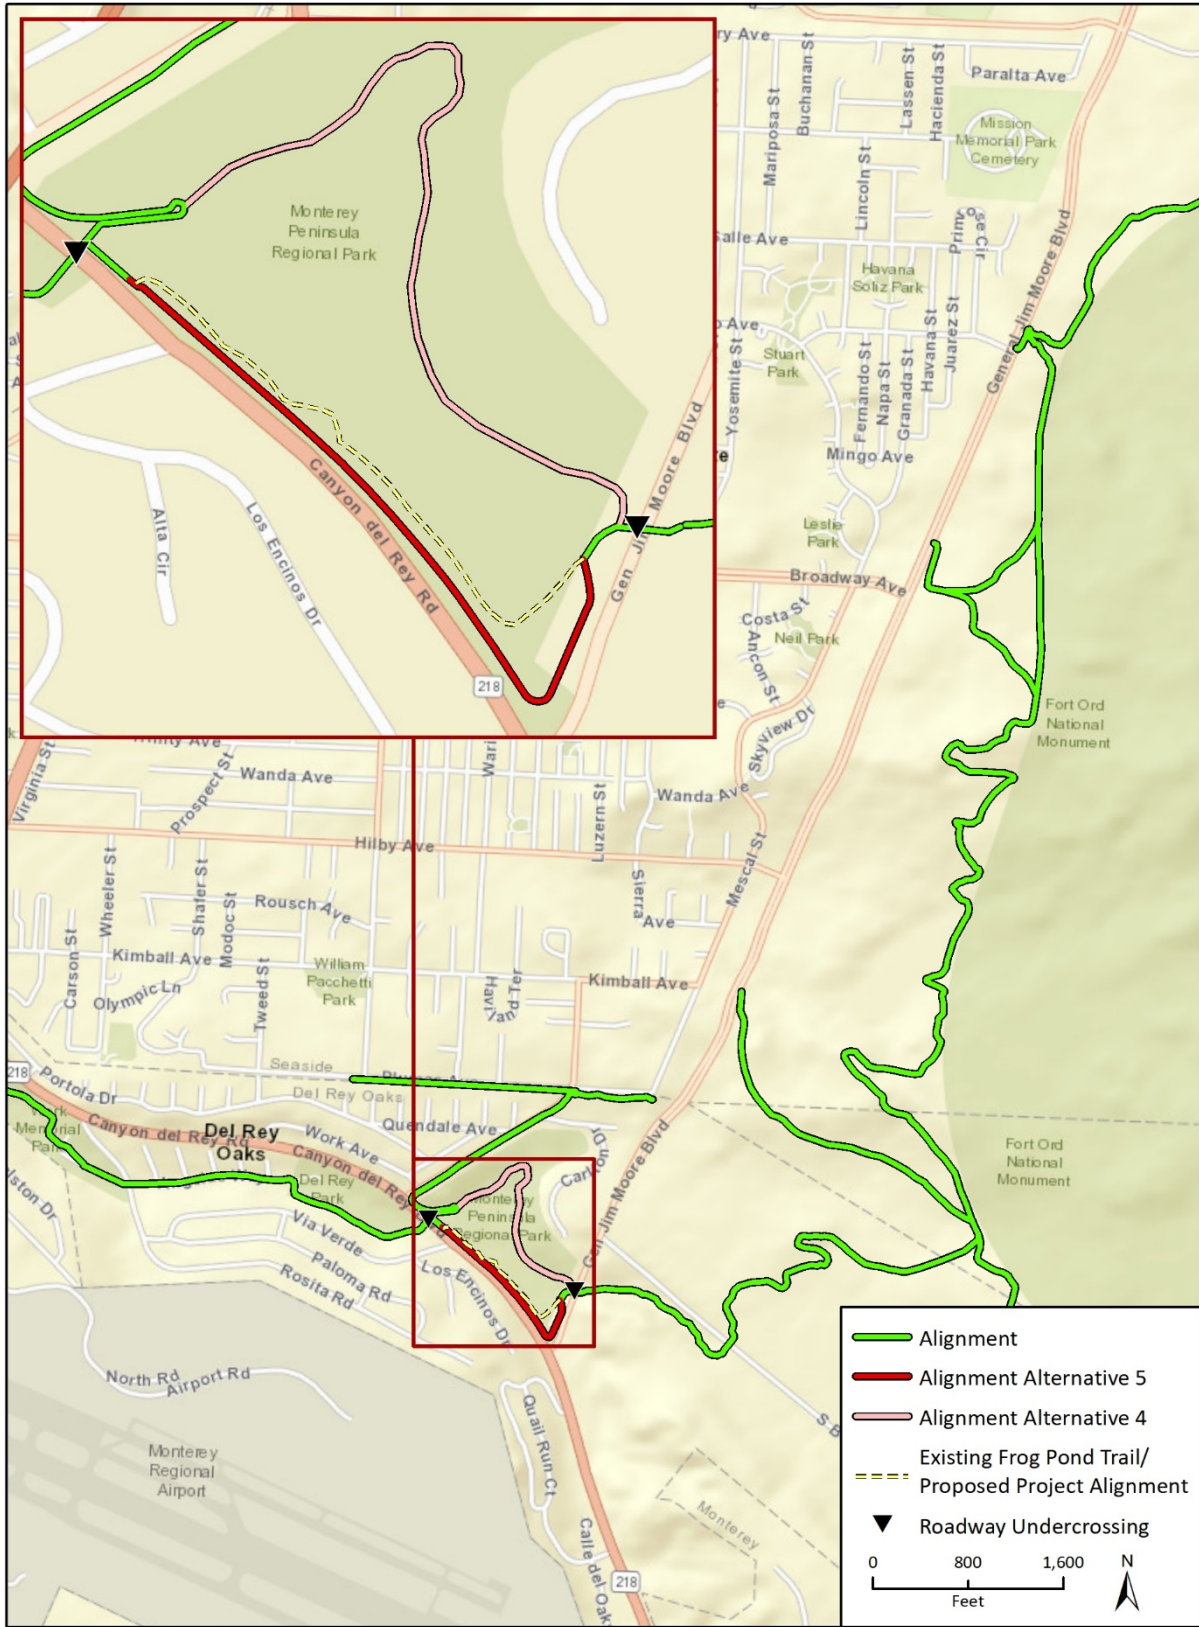 Monterey
Peninsula
Regional Park
Canyon del Rey Rd
Los Encinos Dr
Alta Cir
Gen Jim Moore Blvd
218
Paralta Ave
Buchanan St
Mariposa St
Lassen St
Hacienda St
Lincoln St
Mission
Memorial Park
Cemetery
General Jim Moore Blvd
Havana
Soliz Park
Stuart
Park
Yosemite St
Fernando St
Napa St
Granada St
Havana St
Juarez St
Mingo Ave
Leslie
Park
Broadway Ave
Costa St
Neil Park
Ancon St
Skyview Dr
Fort Ord
National
Monument
Virginia St
Prospect St
Wanda Ave
Luzern St
Wanda Ave
Hilby Ave
Mescal St
Sierra
Ave
Wheeler St
Shafer St
Modoc St
Rousch Ave
Carson St
Kimball Ave
Tweed St
William
Pacchetti
Park
Olympic Ln
Haviland Ter
Kimball Ave
Seaside
Del Rey Oaks
218
Portola Dr
Canyon del Rey Rd
Del Rey
Oaks
Work Ave
Quendale Ave
Canyon del Rey
Del Rey
Park
Carlton Dr
Gen Jim Moore Blvd
Monterey
Peninsula
Regional Park
Fort Ord
National
Monument
Via Verde
Paloma Rd
Rosita Rd
Los Encinos Dr
North Rd
Airport Rd
Monterey
Regional
Airport
Quail Run Ct
Calle del Oaks
218
Monterey
Alignment
Alignment Alternative 5
Alignment Alternative 4
Existing Frog Pond Trail/
Proposed Project Alignment
Roadway Undercrossing
0 800 1,600
Feet
N